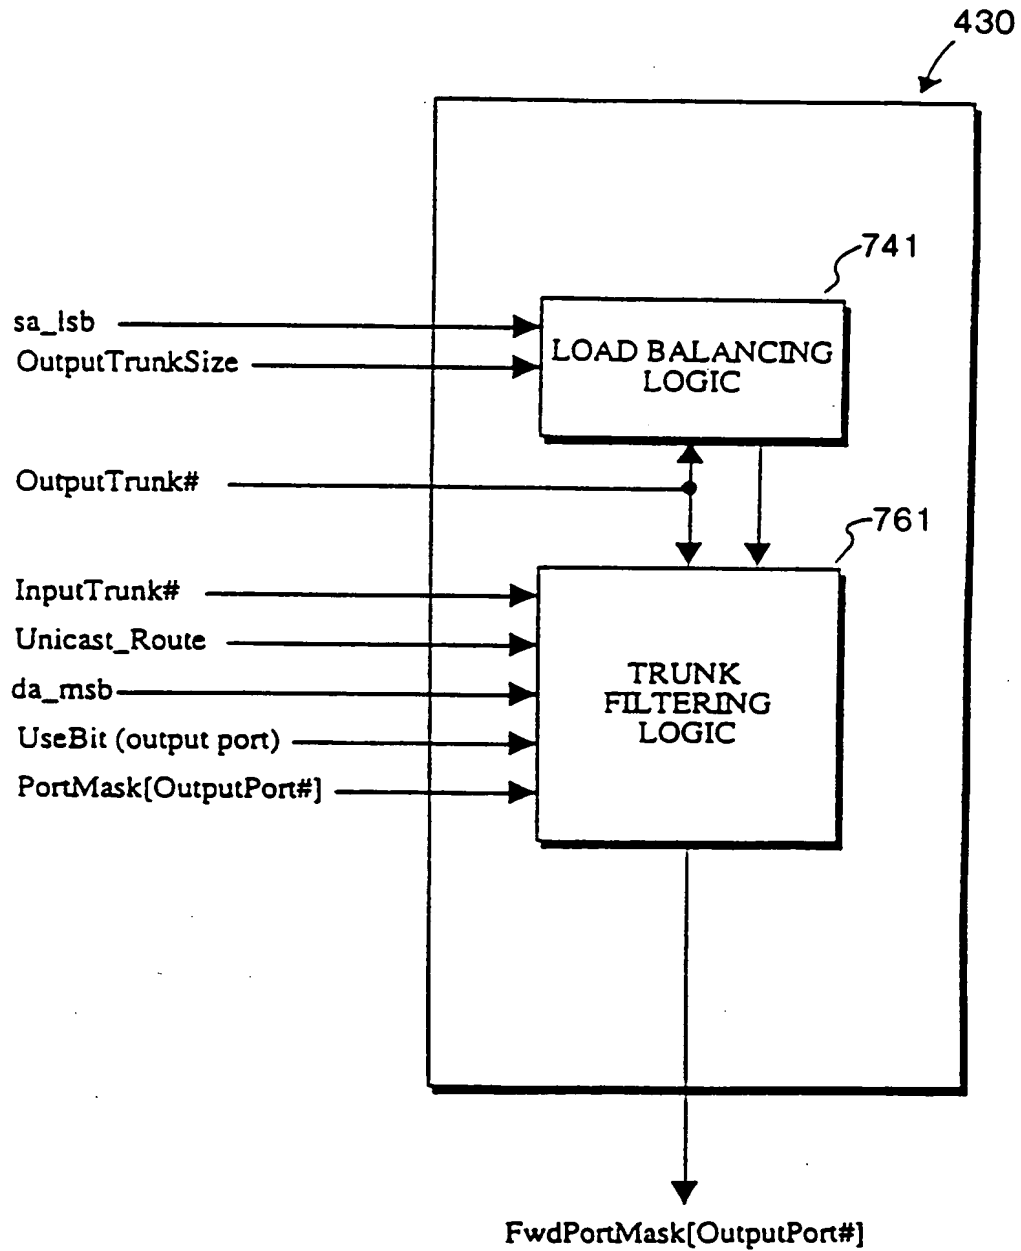 430
741
sa_lsb
LOAD BALANCING
LOGIC
OutputTrunkSize
OutputTrunk#
761
InputTrunk#
Unicast_Route
da_msb
UseBit (output port)
PortMask[OutputPort#]
TRUNK
FILTERING
LOGIC
FwdPortMask[OutputPort#]